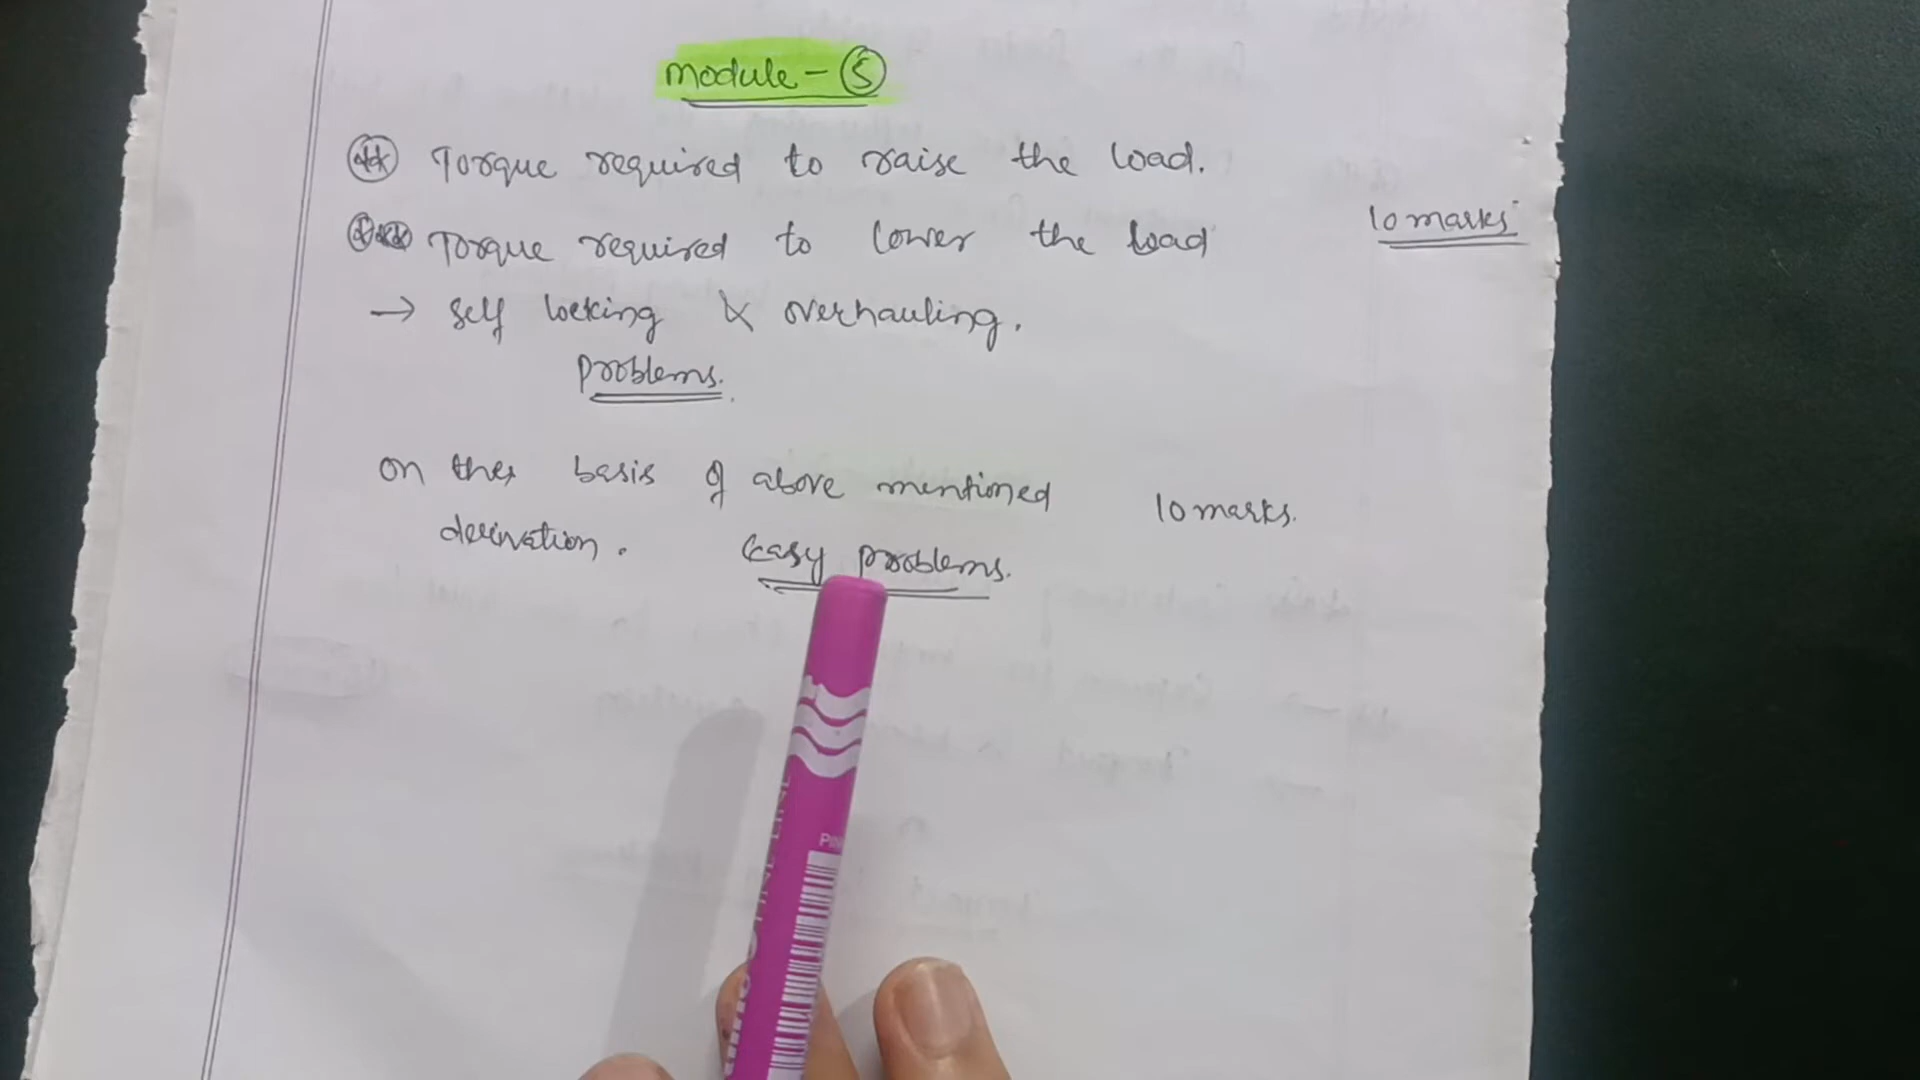 module - 5
** Torque required to raise the load.
*** Torque required to lower the load
10 marks
→ Self locking & overhauling.
problems.
on the basis of above mentioned
10 marks.
derivation.
Easy problems.
PIN